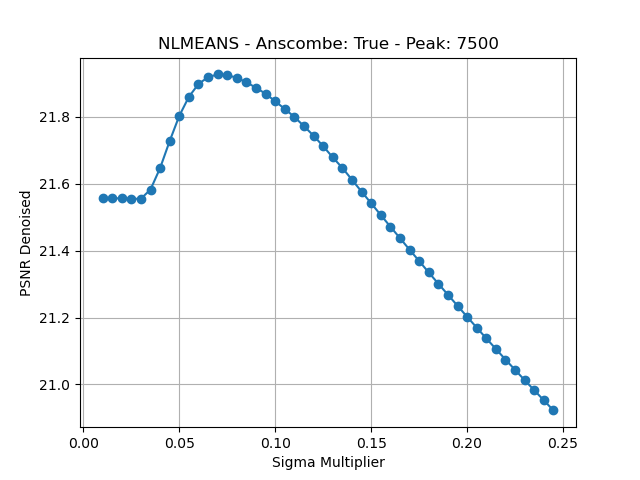 NLMEANS - Anscombe: True - Peak: 7500
PSNR Denoised
21.8
21.6
21.4
21.2
21.0
0.00 0.05 0.10 0.15 0.20 0.25
Sigma Multiplier